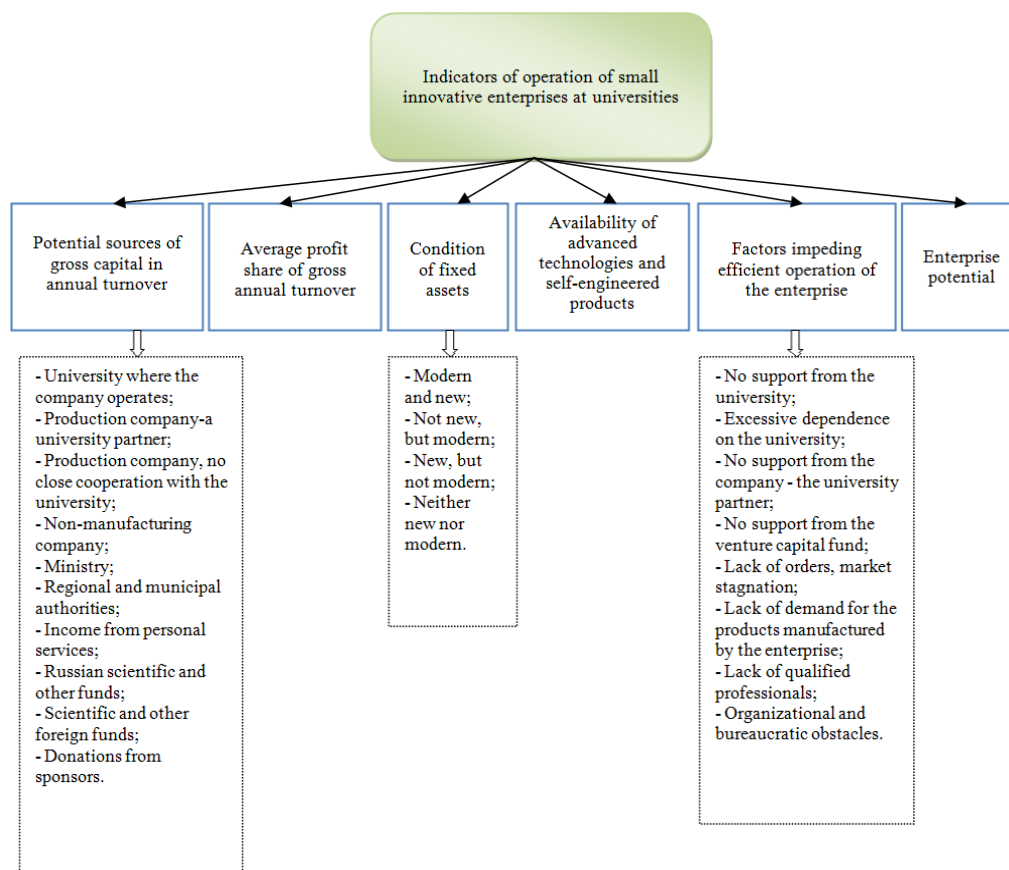 Indicators of operation of small
innovative enterprises at universities
Potential sources of
gross capital in
annual turnover
Average profit
share of gross
annual turnover
Condition
of fixed
assets
Availability of
advanced
technologies and
self-engineered
products
Factors impeding
efficient operation of
the enterprise
Enterprise
potential
- University where the
company operates;
- Production company-a
university partner;
- Production company, no
close cooperation with the
university;
- Non-manufacturing
company;
- Ministry;
- Regional and municipal
authorities;
- Income from personal
services;
- Russian scientific and
other funds;
- Scientific and other
foreign funds;
- Donations from
sponsors.
- Modern
and new;
- Not new,
but modern;
- New, but
not modern;
- Neither
new nor
modern.
- No support from the
university;
- Excessive dependence
on the university;
- No support from the
company - the university
partner;
- No support from the
venture capital fund;
- Lack of orders, market
stagnation;
- Lack of demand for the
products manufactured
by the enterprise;
- Lack of qualified
professionals;
- Organizational and
bureaucratic obstacles.